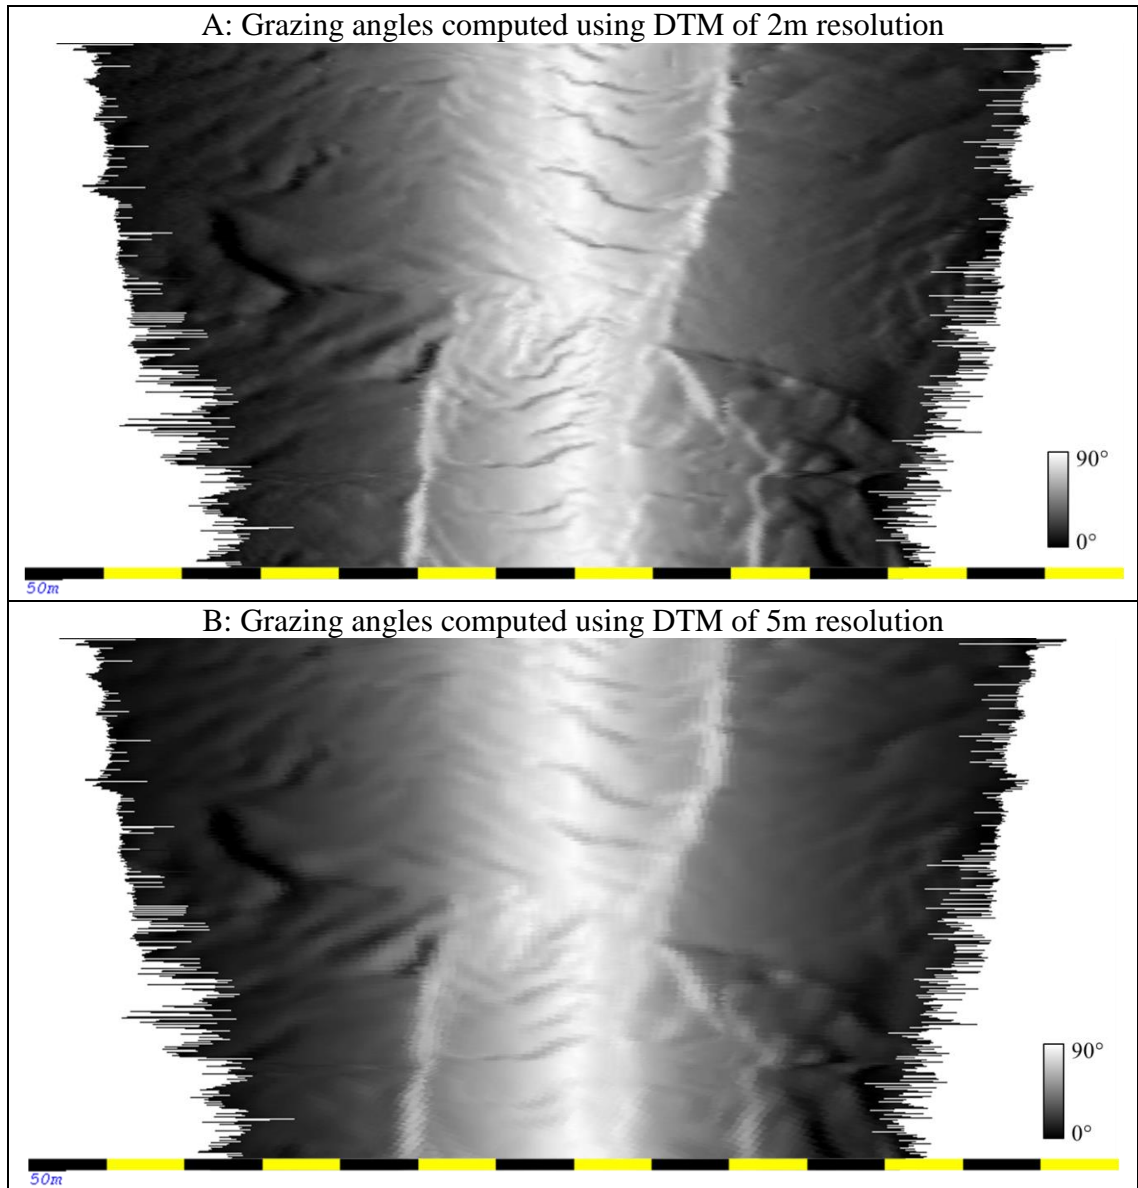 A: Grazing angles computed using DTM of 2m resolution
90°
0°
50m
B: Grazing angles computed using DTM of 5m resolution
90°
0°
50m